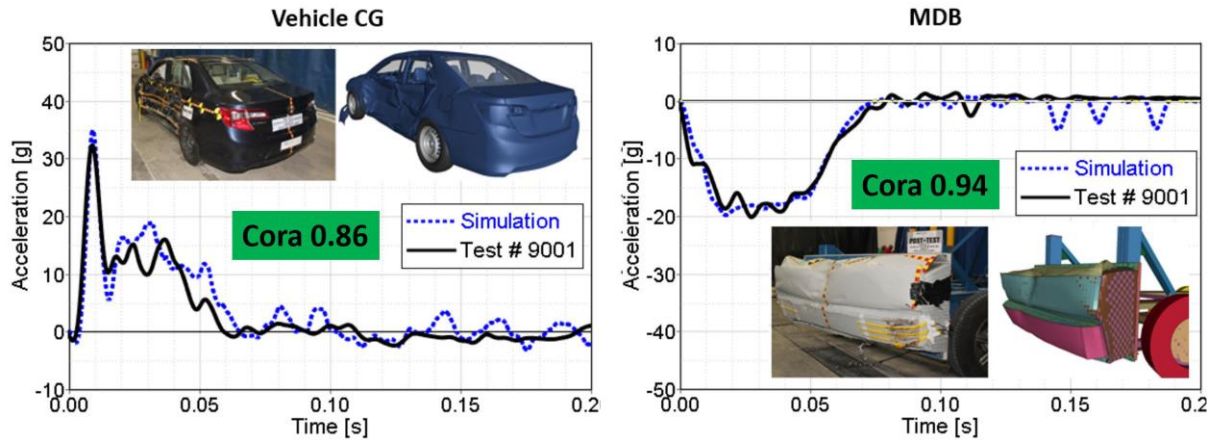 Vehicle CG
50
40
30
20
10
0
-10
Acceleration [g]
Cora 0.86
Simulation
Test # 9001
0.00
0.05
0.10
0.15
0.2
Time [s]
MDB
10
0
-10
-20
-30
-40
-50
Acceleration [g]
Cora 0.94
Simulation
Test # 9001
POST-TEST
0.00
0.05
0.10
0.15
0.2
Time [s]